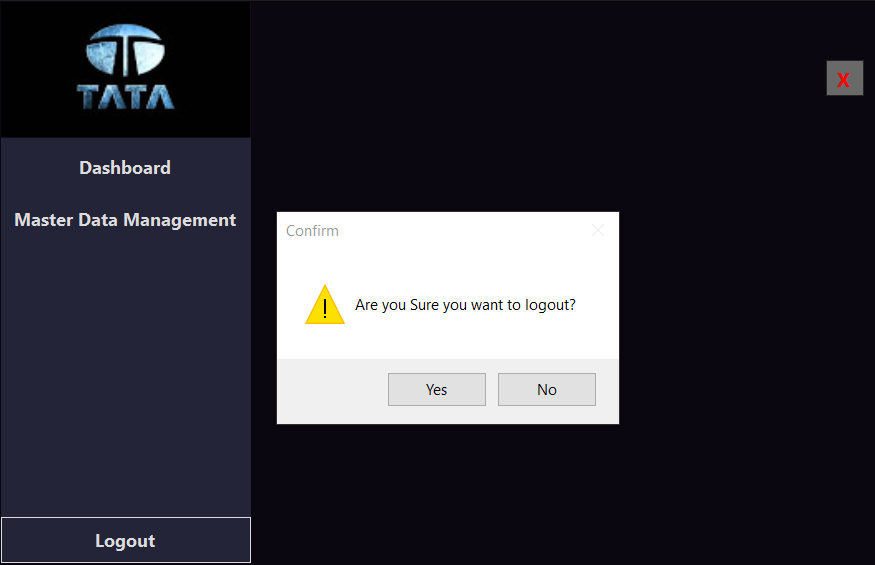 TATA
X
Dashboard
Master Data Management
Confirm
Are you Sure you want to logout?
Yes
No
Logout